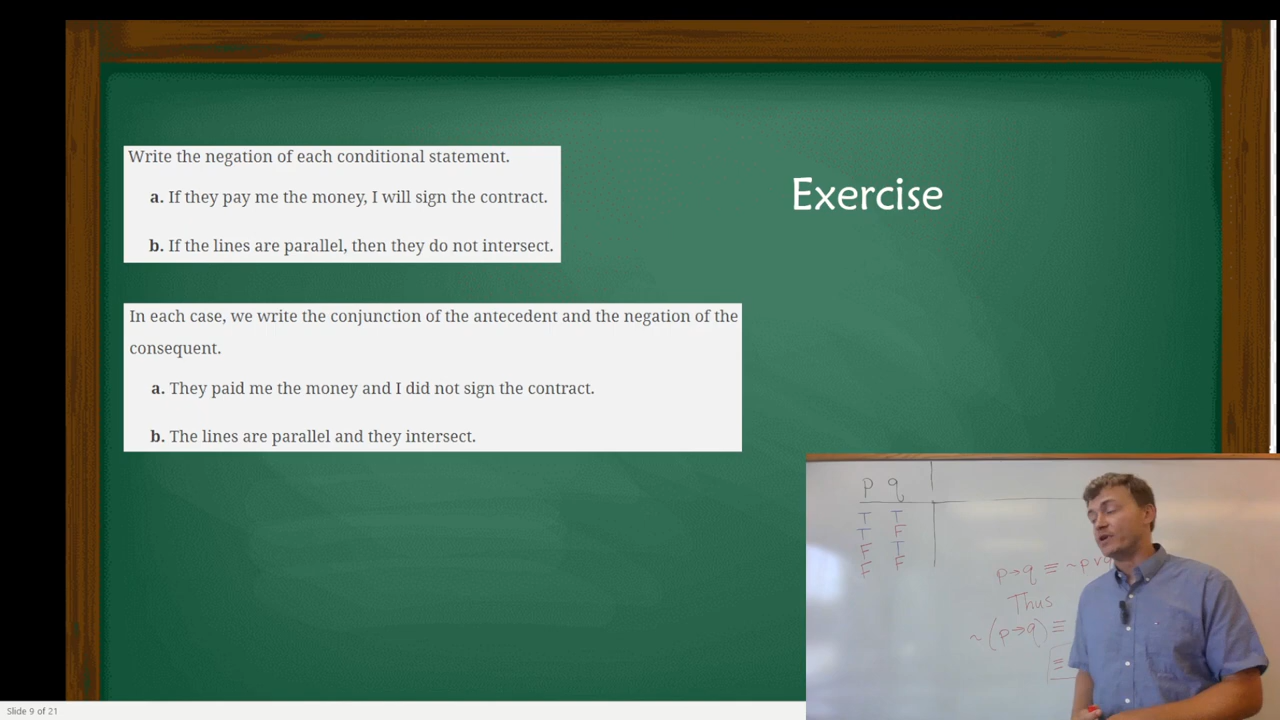 Write the negation of each conditional statement.
a. If they pay me the money, I will sign the contract.
b. If the lines are parallel, then they do not intersect.
Exercise
In each case, we write the conjunction of the antecedent and the negation of the
consequent.
a. They paid me the money and I did not sign the contract.
b. The lines are parallel and they intersect.
p q
T T
T F
F T
F F
p→q ≡ ~p∨q
Thus
~(p→q) ≡
≡
Slide 9 of 21